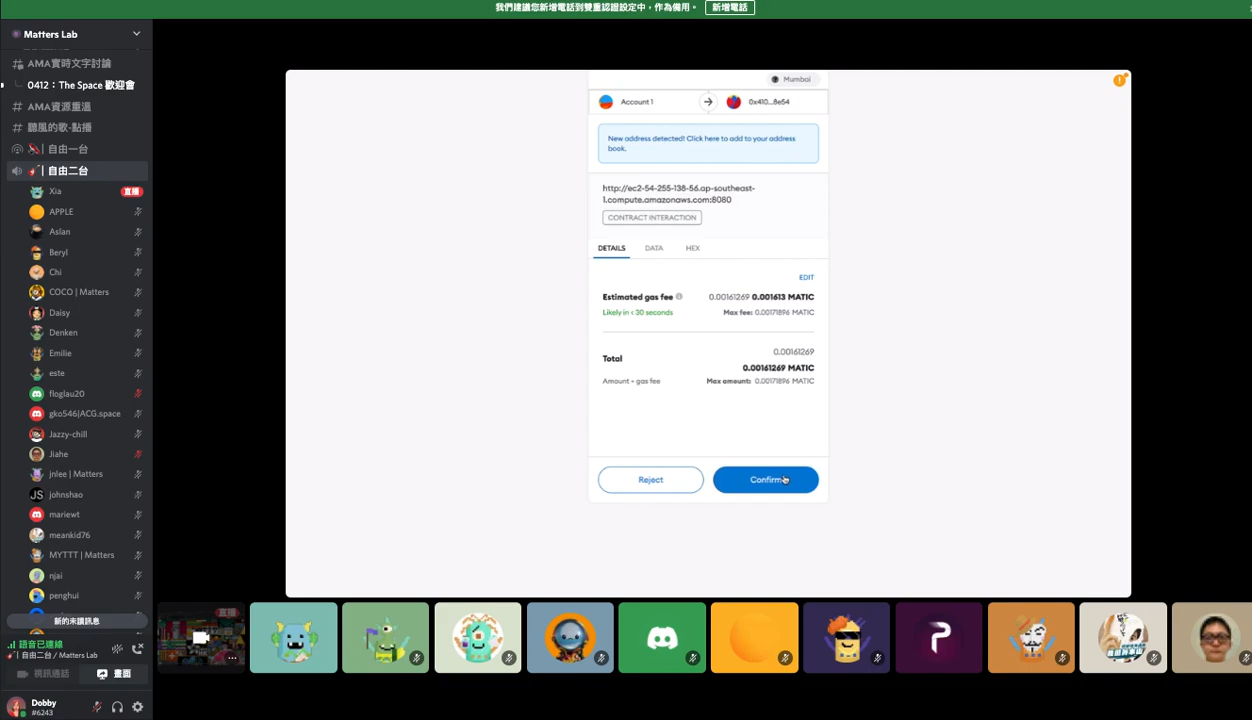 我們建議您新增電話到雙重認證設定中，作為備用。
新增電話
Matters Lab
AMA實時文字討論
0412：The Space 歡迎會
AMA資源重溫
聽風的歌-點播
自由一台
自由二台
Xia
直播
APPLE
Aslan
Beryl
Chi
COCO | Matters
Daisy
Denken
Emilie
este
floglau20
gko546|ACG.space
Jazzy-chill
Jiahe
jnlee | Matters
JS
johnshao
mariewt
meankid76
MYTTT | Matters
njai
penghui
新的未讀訊息
語音已連線
自由二台 / Matters Lab
視訊通話
畫面
Dobby
#6243
Mumbai
Account 1
0x410...8e54
New address detected! Click here to add to your address
book.
http://ec2-54-255-138-56.ap-southeast-
1.compute.amazonaws.com:8080
CONTRACT INTERACTION
DETAILS
DATA
HEX
EDIT
Estimated gas fee
0.00161269 0.001613 MATIC
Likely in < 30 seconds
Max fee: 0.00171896 MATIC
Total
0.00161269
0.00161269 MATIC
Amount + gas fee
Max amount: 0.00171896 MATIC
Reject
Confirm
直播